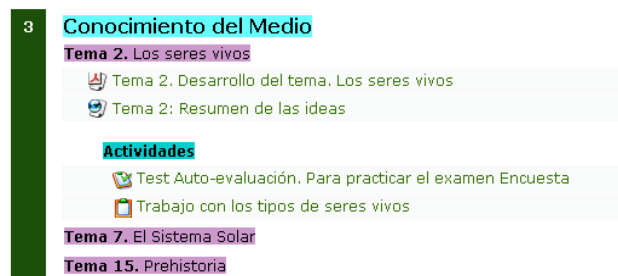 3
Conocimiento del Medio
Tema 2. Los seres vivos
Tema 2. Desarrollo del tema. Los seres vivos
Tema 2: Resumen de las ideas
Actividades
Test Auto-evaluación. Para practicar el examen Encuesta
Trabajo con los tipos de seres vivos
Tema 7. El Sistema Solar
Tema 15. Prehistoria